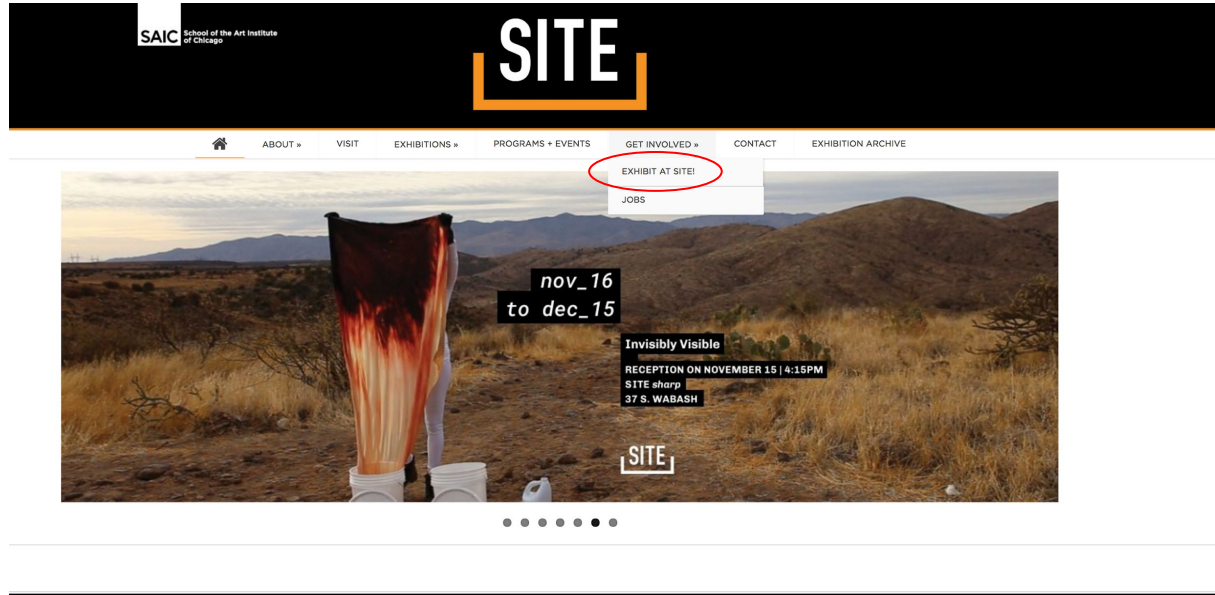 SAIC School of the Art Institute
of Chicago
SITE
ABOUT » VISIT EXHIBITIONS » PROGRAMS + EVENTS GET INVOLVED » CONTACT EXHIBITION ARCHIVE
EXHIBIT AT SITE!
JOBS
nov_16
to dec_15
Invisibly Visible
RECEPTION ON NOVEMBER 15 | 4:15PM
SITE sharp
37 S. WABASH
SITE